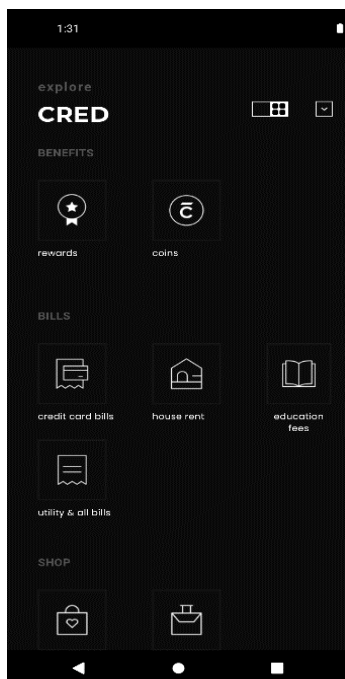 1:31
explore
CRED
BENEFITS
rewards
coins
BILLS
credit card bills
house rent
education
fees
utility & all bills
SHOP